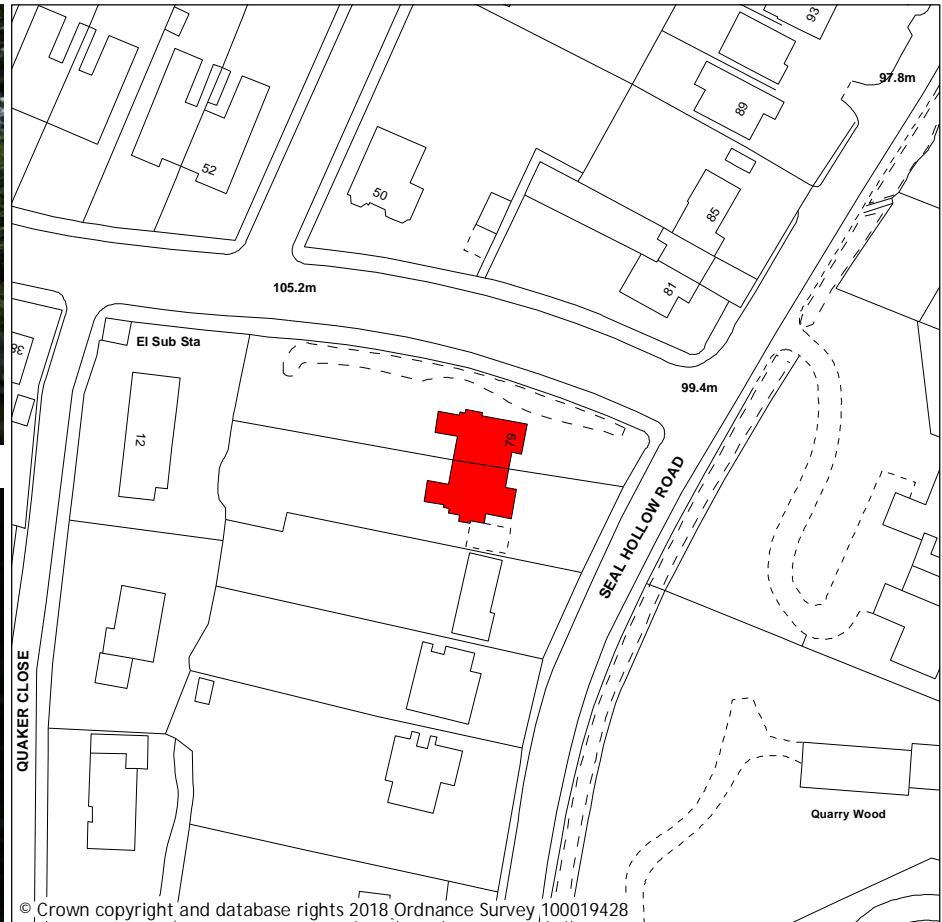 93
97.8m
89
52
50
85
81
105.2m
El Sub Sta
38
99.4m
12
79
SEAL HOLLOW ROAD
QUAKER CLOSE
Quarry Wood
© Crown copyright and database rights 2018 Ordnance Survey 100019428